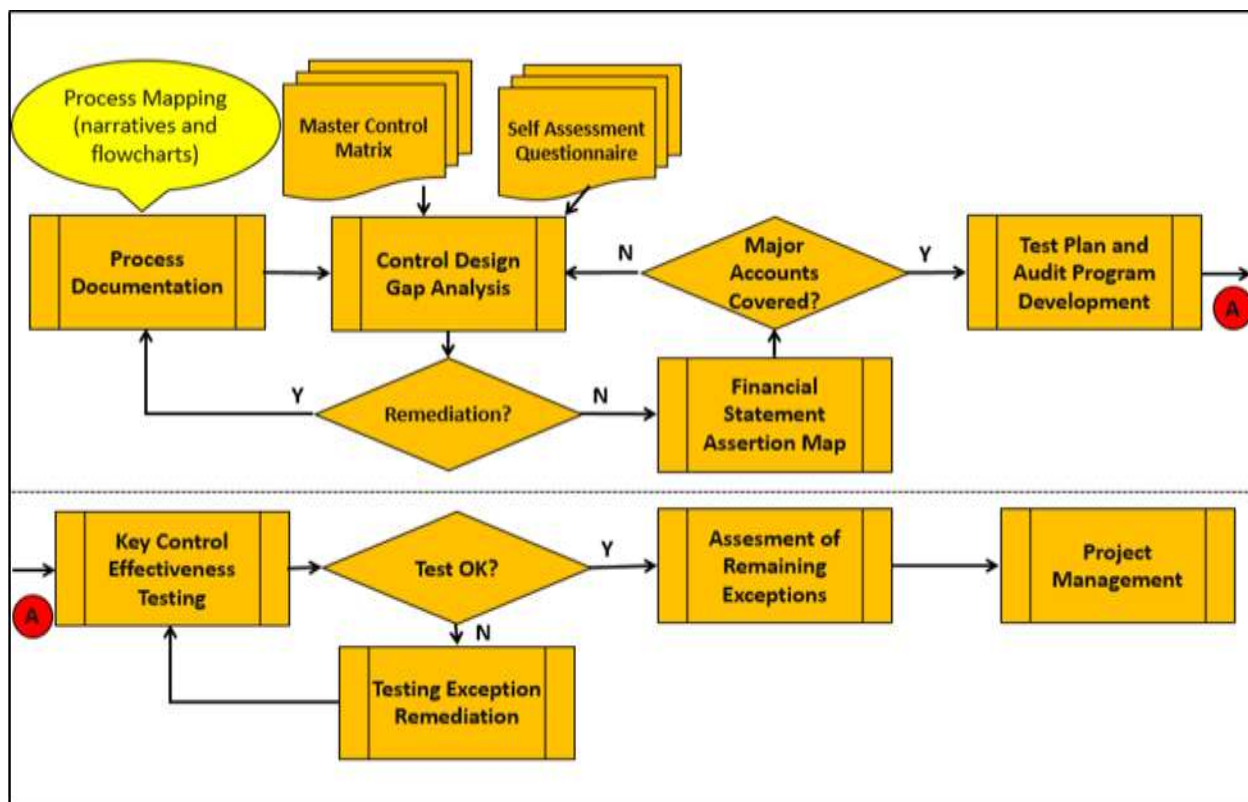 Process Mapping
(narratives and
flowcharts)
Master Control
Matrix
Self Assessment
Questionnaire
Process
Documentation
Control Design
Gap Analysis
N
Major
Accounts
Covered?
Y
Test Plan and
Audit Program
Development
A
Y
Remediation?
N
Financial
Statement
Assertion Map
A
Key Control
Effectiveness
Testing
Test OK?
Y
N
Assesment of
Remaining
Exceptions
Project
Management
Testing Exception
Remediation